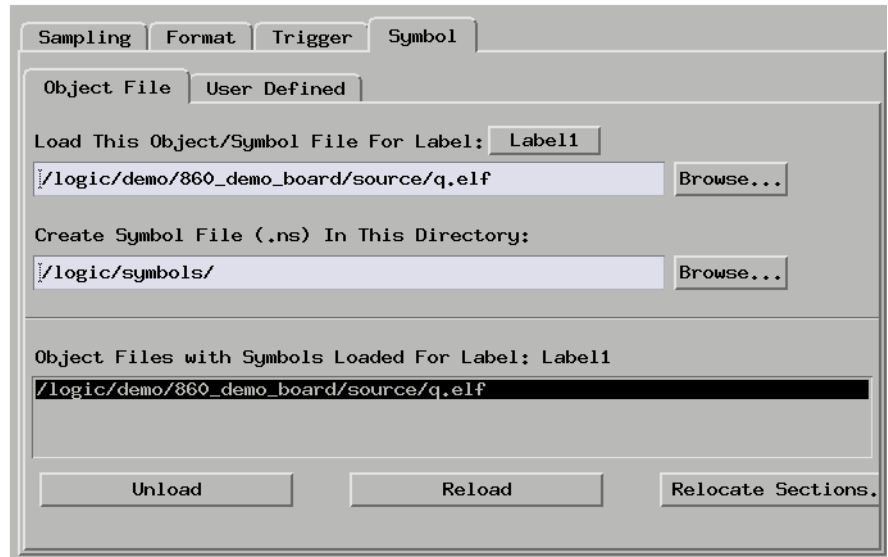 Sampling Format Trigger Symbol
Object File User Defined
Load This Object/Symbol File For Label: Label1
/logic/demo/860_demo_board/source/q.elf Browse...
Create Symbol File (.ns) In This Directory:
/logic/symbols/ Browse...
Object Files with Symbols Loaded For Label: Label1
/logic/demo/860_demo_board/source/q.elf
Unload Reload Relocate Sections.